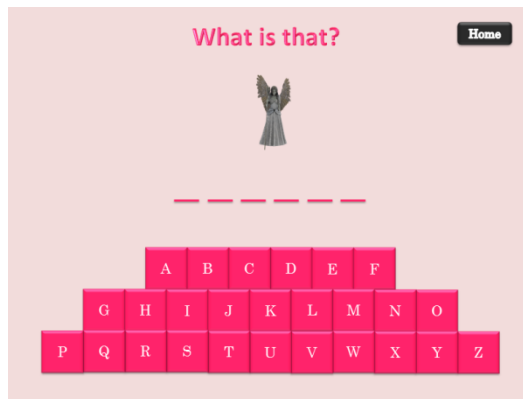 What is that?
Home
A B C D E F
G H I J K L M N O
P Q R S T U V W X Y Z